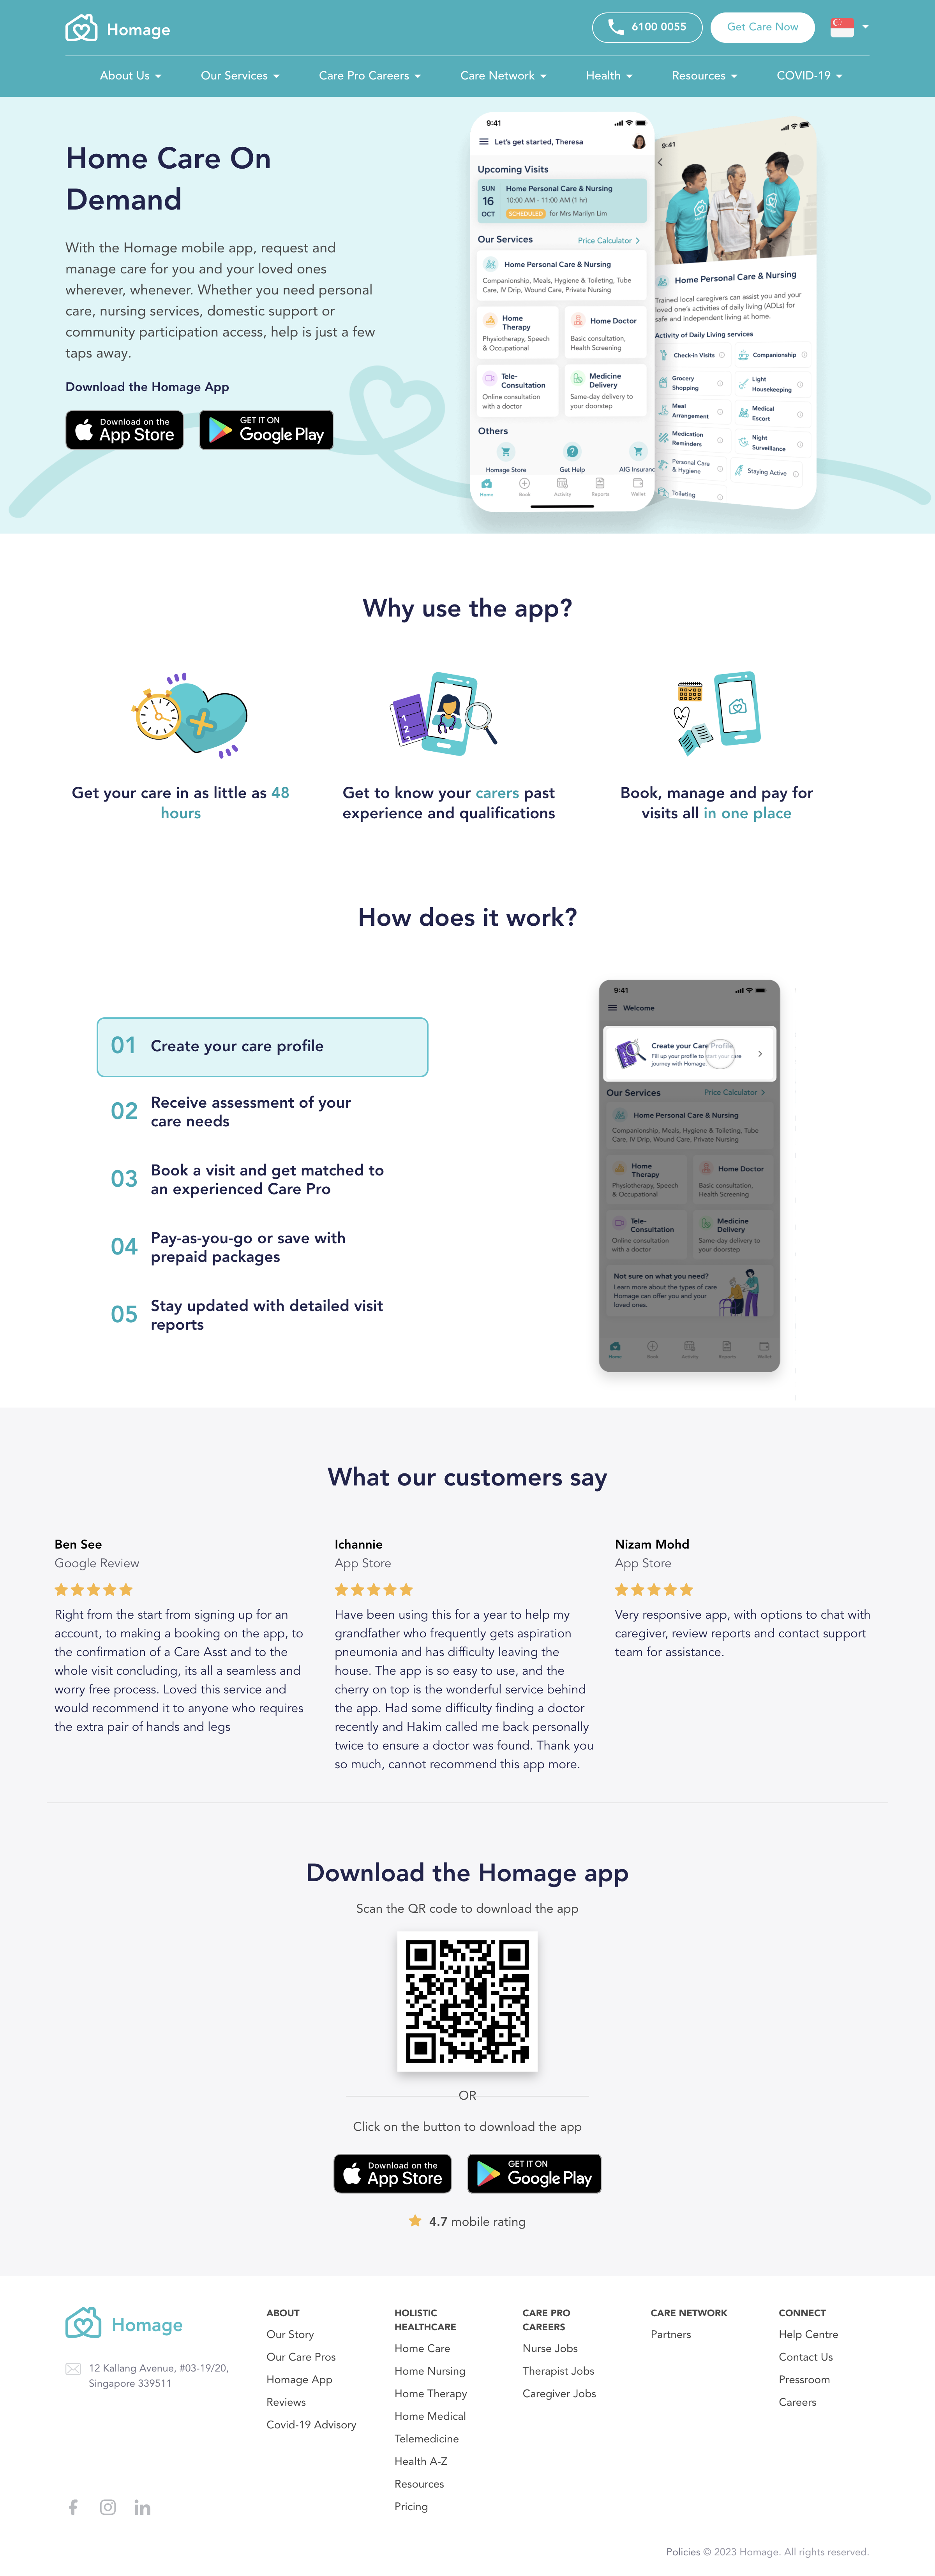 Homage
6100 0055
Get Care Now
About Us
Our Services
Care Pro Careers
Care Network
Health
Resources
COVID-19
Home Care On
Demand
With the Homage mobile app, request and
manage care for you and your loved ones
wherever, whenever. Whether you need personal
care, nursing services, domestic support or
community participation access, help is just a few
taps away.
Download the Homage App
Download on the
App Store
GET IT ON
Google Play
9:41
Let's get started, Theresa
Upcoming Visits
SUN
16
OCT
Home Personal Care & Nursing
10:00 AM - 11:00 AM (1 hr)
SCHEDULED for Mrs Marilyn Lim
Our Services
Price Calculator
Home Personal Care & Nursing
Companionship, Meals, Hygiene & Toileting, Tube
Care, IV Drip, Wound Care, Private Nursing
Home
Therapy
Physiotherapy, Speech
& Occupational
Home Doctor
Basic consultation,
Health Screening
Tele-
Consultation
Online consultation
with a doctor
Medicine
Delivery
Same-day delivery to
your doorstep
Others
Homage Store
Get Help
AIG Insuranc
Home
Book
Activity
Reports
Wallet
9:41
Home Personal Care & Nursing
Trained local caregivers can assist you and your
loved one's activities of daily living (ADLs) for
safe and independent living at home.
Activity of Daily Living services
Check-in Visits
Companionship
Grocery
Shopping
Light
Housekeeping
Meal
Arrangement
Medical
Escort
Medication
Reminders
Night
Surveillance
Personal Care
& Hygiene
Staying Active
Toileting
Why use the app?
Get your care in as little as 48
hours
1
2
3
Get to know your carers past
experience and qualifications
Book, manage and pay for
visits all in one place
How does it work?
01 Create your care profile
02 Receive assessment of your
care needs
03 Book a visit and get matched to
an experienced Care Pro
04 Pay-as-you-go or save with
prepaid packages
05 Stay updated with detailed visit
reports
9:41
Welcome
Create your Care Profile
Fill up your profile to start your care
journey with Homage.
Our Services
Price Calculator
Home Personal Care & Nursing
Companionship, Meals, Hygiene & Toileting, Tube
Care, IV Drip, Wound Care, Private Nursing
Home
Therapy
Physiotherapy, Speech
& Occupational
Home Doctor
Basic consultation,
Health Screening
Tele-
Consultation
Online consultation
with a doctor
Medicine
Delivery
Same-day delivery to
your doorstep
Not sure on what you need?
Learn more about the types of care
Homage can offer you and your
loved ones.
Home
Book
Activity
Reports
Wallet
What our customers say
Ben See
Google Review
Right from the start from signing up for an
account, to making a booking on the app, to
the confirmation of a Care Asst and to the
whole visit concluding, its all a seamless and
worry free process. Loved this service and
would recommend it to anyone who requires
the extra pair of hands and legs
Ichannie
App Store
Have been using this for a year to help my
grandfather who frequently gets aspiration
pneumonia and has difficulty leaving the
house. The app is so easy to use, and the
cherry on top is the wonderful service behind
the app. Had some difficulty finding a doctor
recently and Hakim called me back personally
twice to ensure a doctor was found. Thank you
so much, cannot recommend this app more.
Nizam Mohd
App Store
Very responsive app, with options to chat with
caregiver, review reports and contact support
team for assistance.
Download the Homage app
Scan the QR code to download the app
OR
Click on the button to download the app
Download on the
App Store
GET IT ON
Google Play
4.7 mobile rating
Homage
12 Kallang Avenue, #03-19/20,
Singapore 339511
ABOUT
Our Story
Our Care Pros
Homage App
Reviews
Covid-19 Advisory
HOLISTIC
HEALTHCARE
Home Care
Home Nursing
Home Therapy
Home Medical
Telemedicine
Health A-Z
Resources
Pricing
CARE PRO
CAREERS
Nurse Jobs
Therapist Jobs
Caregiver Jobs
CARE NETWORK
Partners
CONNECT
Help Centre
Contact Us
Pressroom
Careers
Policies © 2023 Homage. All rights reserved.